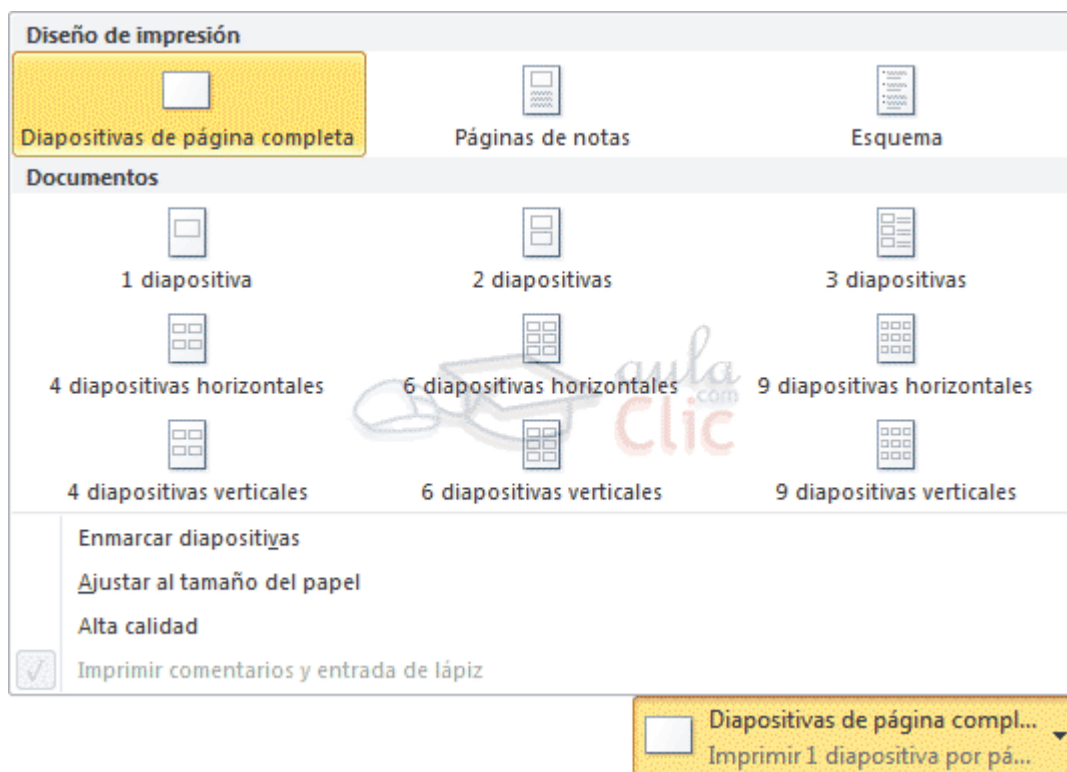 Diseño de impresión
Diapositivas de página completa
Páginas de notas
Esquema
Documentos
1 diapositiva
2 diapositivas
3 diapositivas
4 diapositivas horizontales
6 diapositivas horizontales
9 diapositivas horizontales
aula
.com
Clic
4 diapositivas verticales
6 diapositivas verticales
9 diapositivas verticales
Enmarcar diapositivas
Ajustar al tamaño del papel
Alta calidad
Imprimir comentarios y entrada de lápiz
Diapositivas de página compl...
Imprimir 1 diapositiva por pá...